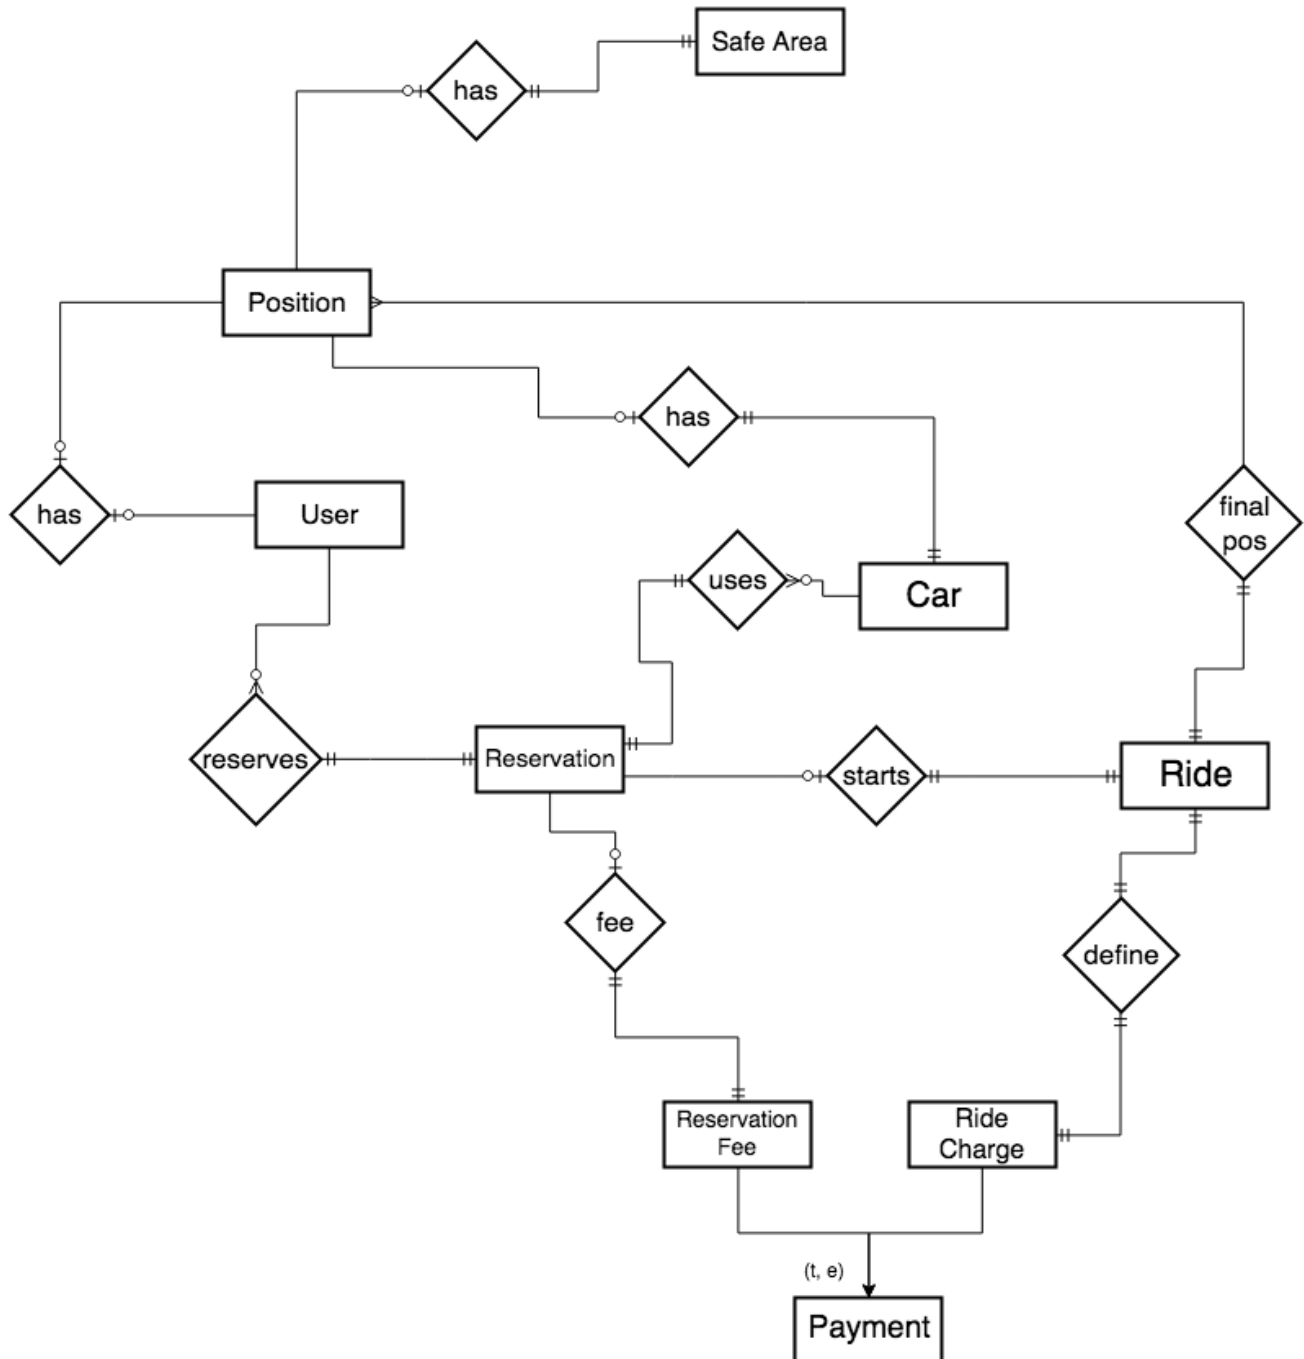 Safe Area
has
Position
has
has
User
final
pos
uses
Car
reserves
Reservation
starts
Ride
fee
define
Reservation
Fee
Ride
Charge
(t, e)
Payment